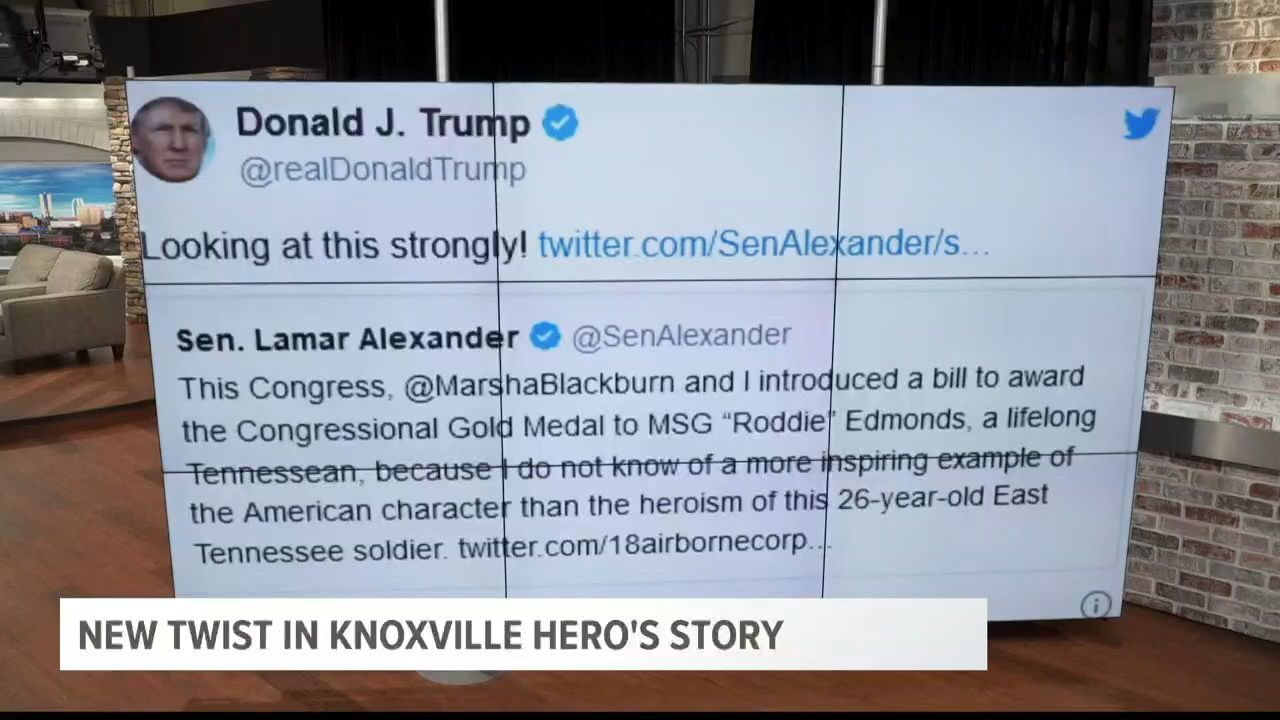 Donald J. Trump
@realDonaldTrump
Looking at this strongly! twitter.com/SenAlexander/s...
Sen. Lamar Alexander @SenAlexander
This Congress, @MarshaBlackburn and I introduced a bill to award
the Congressional Gold Medal to MSG “Roddie” Edmonds, a lifelong
Tennessean, because I do not know of a more inspiring example of
the American character than the heroism of this 26-year-old East
Tennessee soldier. twitter.com/18airbornecorp...
NEW TWIST IN KNOXVILLE HERO'S STORY